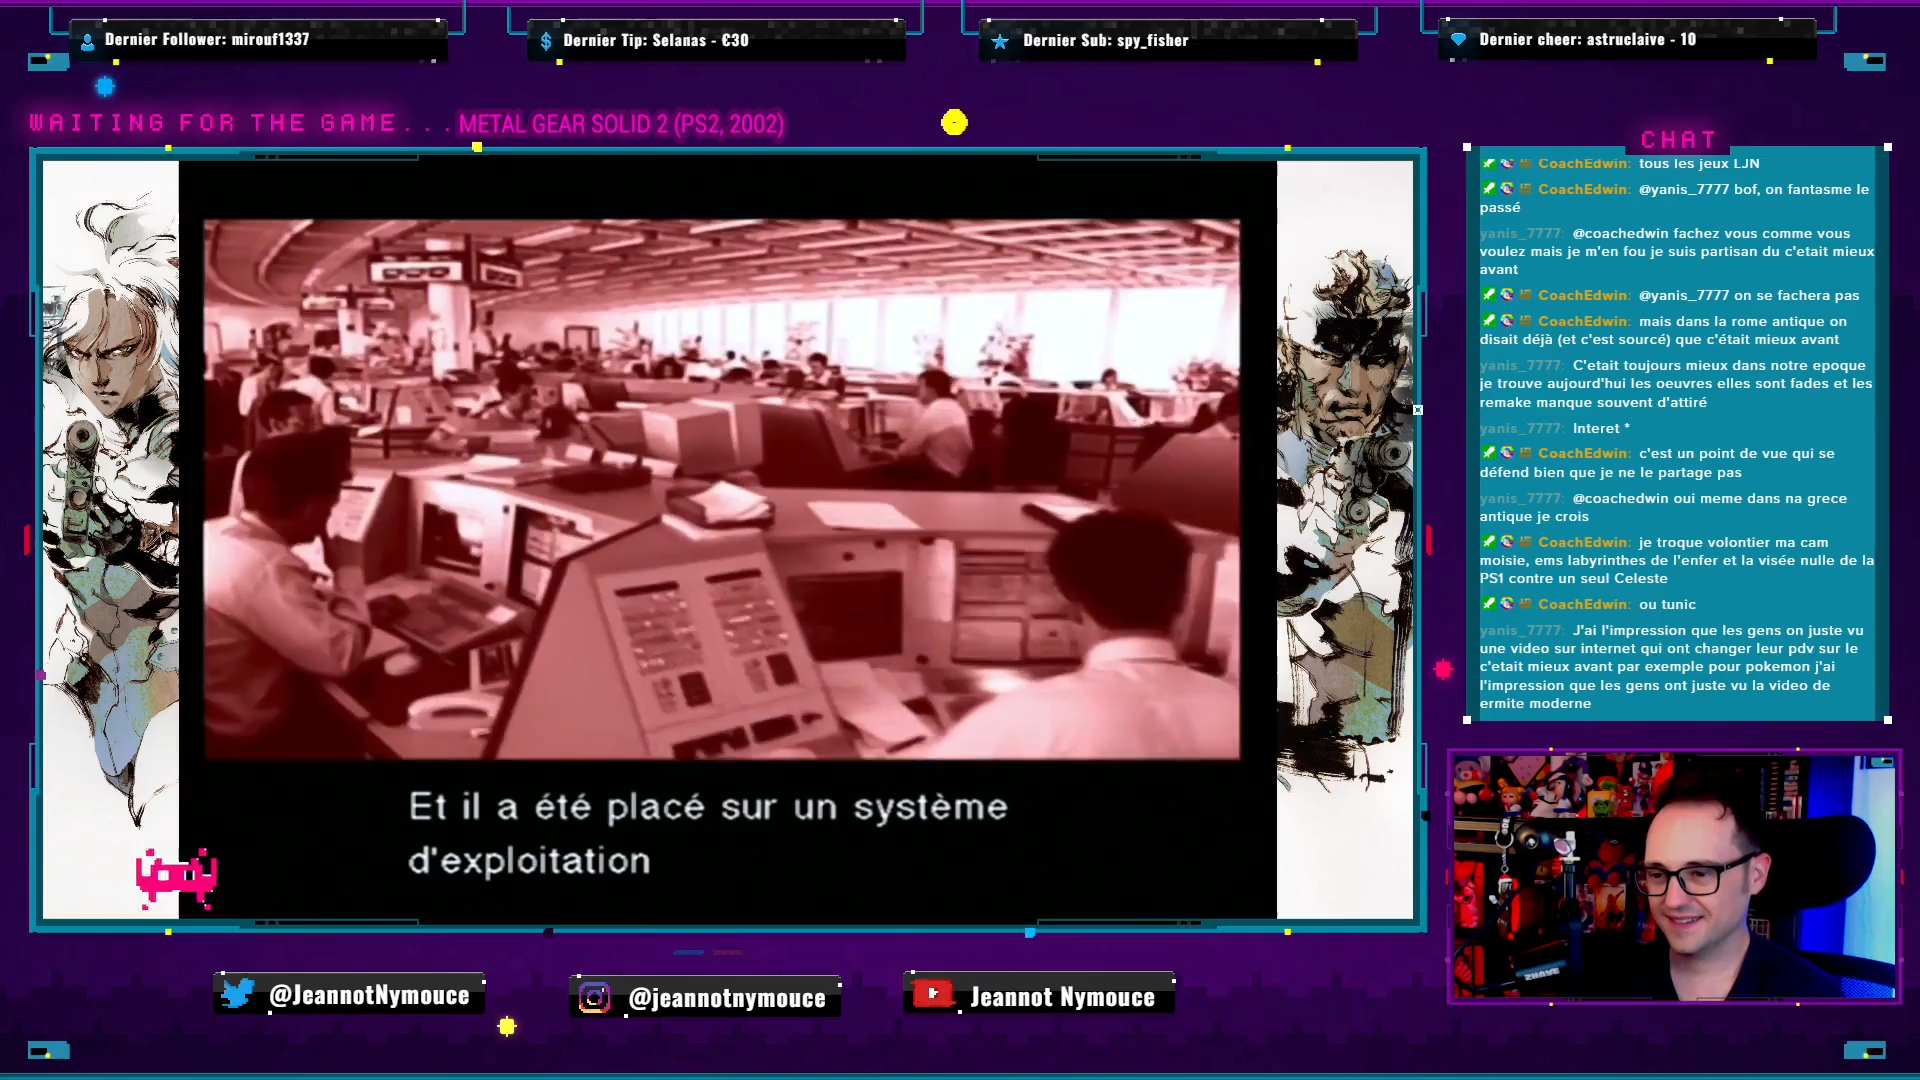 Dernier Follower: mirouf1337
Dernier Tip: Selanas - €30
Dernier Sub: spy_fisher
Dernier cheer: astruclaive - 10
WAITING FOR THE GAME... METAL GEAR SOLID 2 (PS2, 2002)
CHAT
CoachEdwin: tous les jeux LJN
CoachEdwin: @yanis_7777 bof, on fantasme le
passé
yanis_7777: @coachedwin fachez vous comme vous
voulez mais je m'en fou je suis partisan du c'etait mieux
avant
CoachEdwin: @yanis_7777 on se fachera pas
CoachEdwin: mais dans la rome antique on
disait déjà (et c'est sourcé) que c'était mieux avant
yanis_7777: C'etait toujours mieux dans notre epoque
je trouve aujourd'hui les oeuvres elles sont fades et les
remake manque souvent d'attiré
yanis_7777: Interet *
CoachEdwin: c'est un point de vue qui se
défend bien que je ne le partage pas
yanis_7777: @coachedwin oui meme dans na grece
antique je crois
CoachEdwin: je troque volontier ma cam
moisie, ems labyrinthes de l'enfer et la visée nulle de la
PS1 contre un seul Celeste
CoachEdwin: ou tunic
yanis_7777: J'ai l'impression que les gens on juste vu
une video sur internet qui ont changer leur pdv sur le
c'etait mieux avant par exemple pour pokemon j'ai
l'impression que les gens ont juste vu la video de
ermite moderne
Et il a été placé sur un système
d'exploitation
@JeannotNymouce
@jeannotnymouce
Jeannot Nymouce